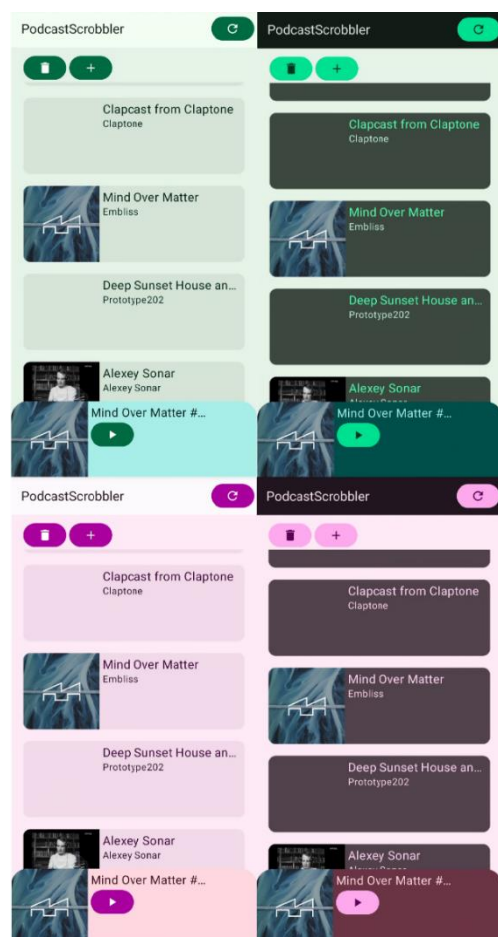 PodcastScrobbler
Clapcast from Claptone
Claptone
Mind Over Matter
Embliss
Deep Sunset House an...
Prototype202
Alexey Sonar
Alexey Sonar
Mind Over Matter #...
PodcastScrobbler
Clapcast from Claptone
Claptone
Mind Over Matter
Embliss
Deep Sunset House an...
Prototype202
Alexey Sonar
Alexey Sonar
Mind Over Matter #...
PodcastScrobbler
Clapcast from Claptone
Claptone
Mind Over Matter
Embliss
Deep Sunset House an...
Prototype202
Alexey Sonar
Alexey Sonar
Mind Over Matter #...
PodcastScrobbler
Clapcast from Claptone
Claptone
Mind Over Matter
Embliss
Deep Sunset House an...
Prototype202
Alexey Sonar
Alexey Sonar
Mind Over Matter #...